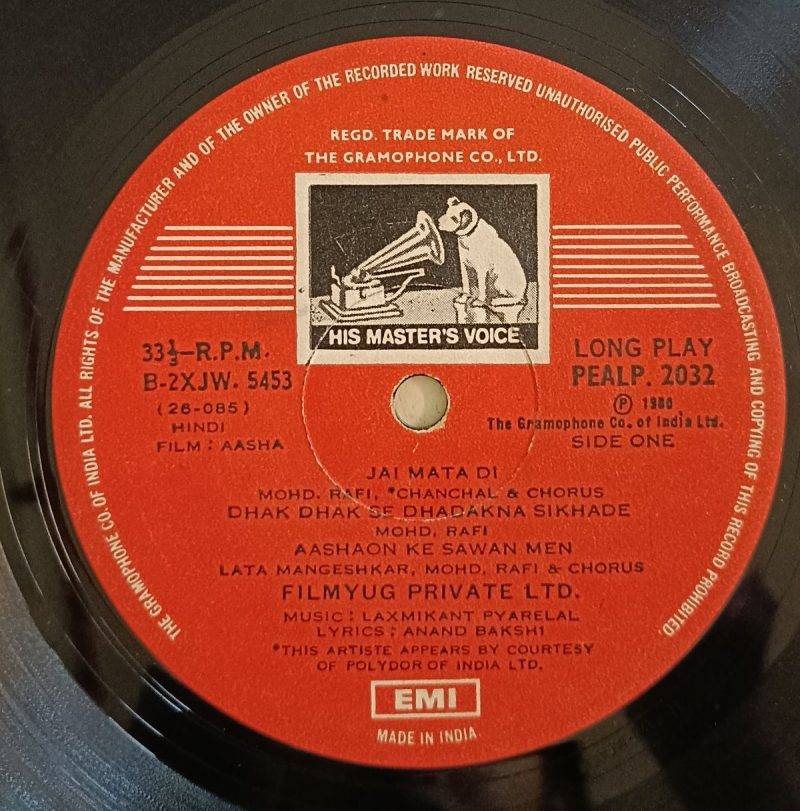 THE GRAMOPHONE CO. OF INDIA LTD. ALL RIGHTS OF THE MANUFACTURER AND OF THE OWNER OF THE RECORDED WORK RESERVED UNAUTHORISED PUBLIC PERFORMANCE BROADCASTING AND COPYING OF THIS RECORD PROHIBITED.
REGD. TRADE MARK OF
THE GRAMOPHONE CO., LTD.
HIS MASTER'S VOICE
33⅓-R.P.M.
B-2XJW. 5453
(26-085)
HINDI
FILM : AASHA
LONG PLAY
PEALP. 2032
Ⓟ 1980
The Gramophone Co. of India Ltd.
SIDE ONE
JAI MATA DI
MOHD. RAFI, *CHANCHAL & CHORUS
DHAK DHAK SE DHADAKNA SIKHADE
MOHD. RAFI
AASHAON KE SAWAN MEN
LATA MANGESHKAR, MOHD. RAFI & CHORUS
FILMYUG PRIVATE LTD.
MUSIC : LAXMIKANT PYARELAL
LYRICS : ANAND BAKSHI
*THIS ARTISTE APPEARS BY COURTESY
OF POLYDOR OF INDIA LTD.
EMI
MADE IN INDIA